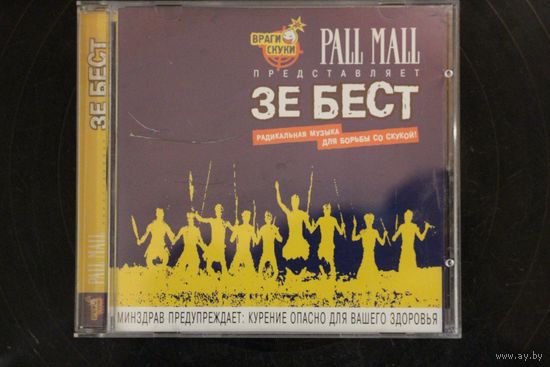 ВРАГИ
СКУКИ
PALL MALL
ПРЕДСТАВЛЯЕТ
ЗЕ БЕСТ
РАДИКАЛЬНАЯ МУЗЫКА
ДЛЯ БОРЬБЫ СО СКУКОЙ!
МИНЗДРАВ ПРЕДУПРЕЖДАЕТ: КУРЕНИЕ ОПАСНО ДЛЯ ВАШЕГО ЗДОРОВЬЯ
ЗЕ БЕСТ
PALL MALL
www.ay.by